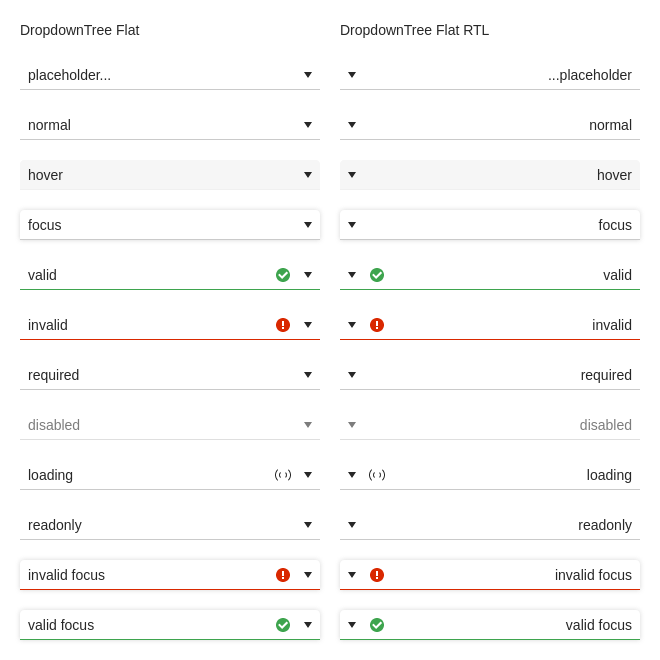 DropdownTree Flat
placeholder...
normal
hover
focus
valid
invalid
required
disabled
loading
readonly
invalid focus
valid focus
DropdownTree Flat RTL
...placeholder
normal
hover
focus
valid
invalid
required
disabled
loading
readonly
invalid focus
valid focus